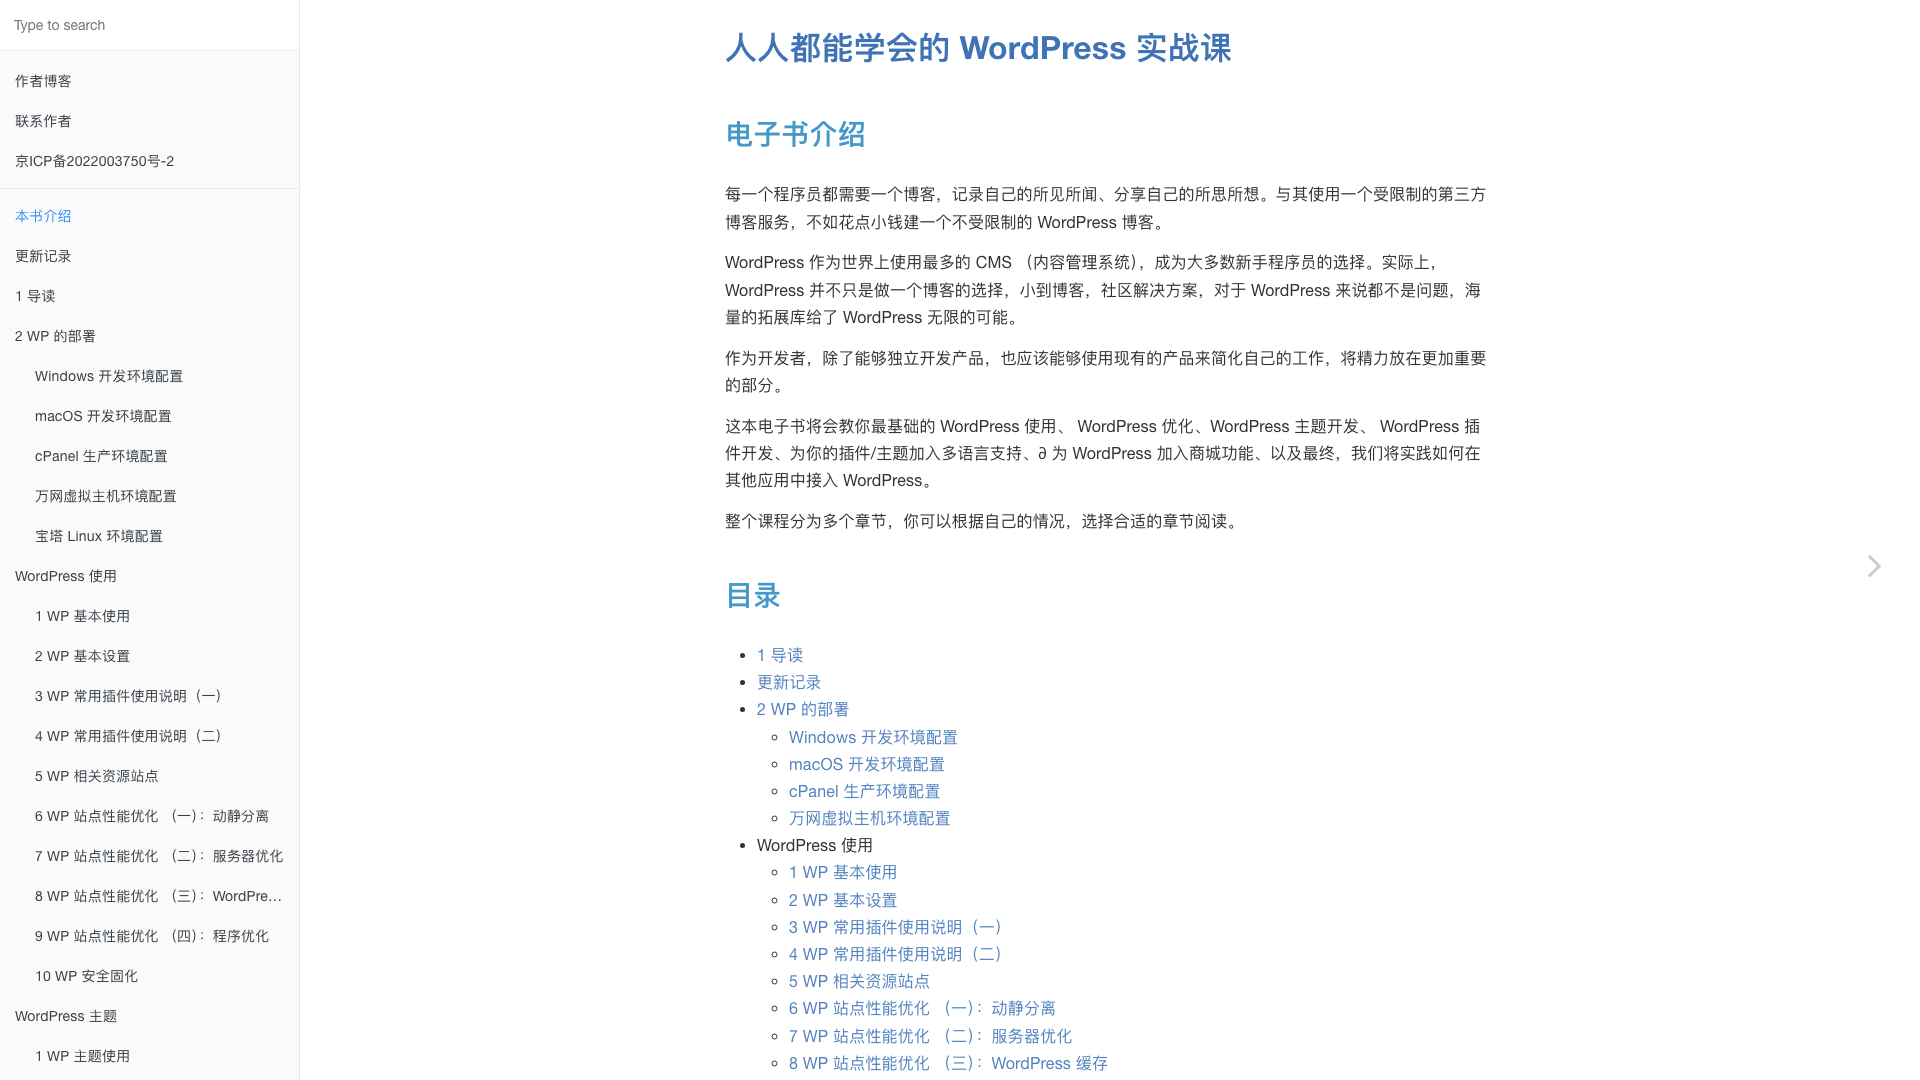 Type to search
作者博客
联系作者
京ICP备2022003750号-2
本书介绍
更新记录
1 导读
2 WP 的部署
Windows 开发环境配置
macOS 开发环境配置
cPanel 生产环境配置
万网虚拟主机环境配置
宝塔 Linux 环境配置
WordPress 使用
1 WP 基本使用
2 WP 基本设置
3 WP 常用插件使用说明（一）
4 WP 常用插件使用说明（二）
5 WP 相关资源站点
6 WP 站点性能优化 （一）：动静分离
7 WP 站点性能优化 （二）：服务器优化
8 WP 站点性能优化 （三）：WordPre...
9 WP 站点性能优化 （四）：程序优化
10 WP 安全固化
WordPress 主题
1 WP 主题使用
人人都能学会的 WordPress 实战课
电子书介绍
每一个程序员都需要一个博客，记录自己的所见所闻、分享自己的所思所想。与其使用一个受限制的第三方
博客服务，不如花点小钱建一个不受限制的 WordPress 博客。
WordPress 作为世界上使用最多的 CMS （内容管理系统），成为大多数新手程序员的选择。实际上，
WordPress 并不只是做一个博客的选择，小到博客，社区解决方案，对于 WordPress 来说都不是问题，海
量的拓展库给了 WordPress 无限的可能。
作为开发者，除了能够独立开发产品，也应该能够使用现有的产品来简化自己的工作，将精力放在更加重要
的部分。
这本电子书将会教你最基础的 WordPress 使用、 WordPress 优化、WordPress 主题开发、 WordPress 插
件开发、为你的插件/主题加入多语言支持、∂ 为 WordPress 加入商城功能、以及最终，我们将实践如何在
其他应用中接入 WordPress。
整个课程分为多个章节，你可以根据自己的情况，选择合适的章节阅读。
目录
1 导读
更新记录
2 WP 的部署
Windows 开发环境配置
macOS 开发环境配置
cPanel 生产环境配置
万网虚拟主机环境配置
WordPress 使用
1 WP 基本使用
2 WP 基本设置
3 WP 常用插件使用说明（一）
4 WP 常用插件使用说明（二）
5 WP 相关资源站点
6 WP 站点性能优化 （一）：动静分离
7 WP 站点性能优化 （二）：服务器优化
8 WP 站点性能优化 （三）：WordPress 缓存